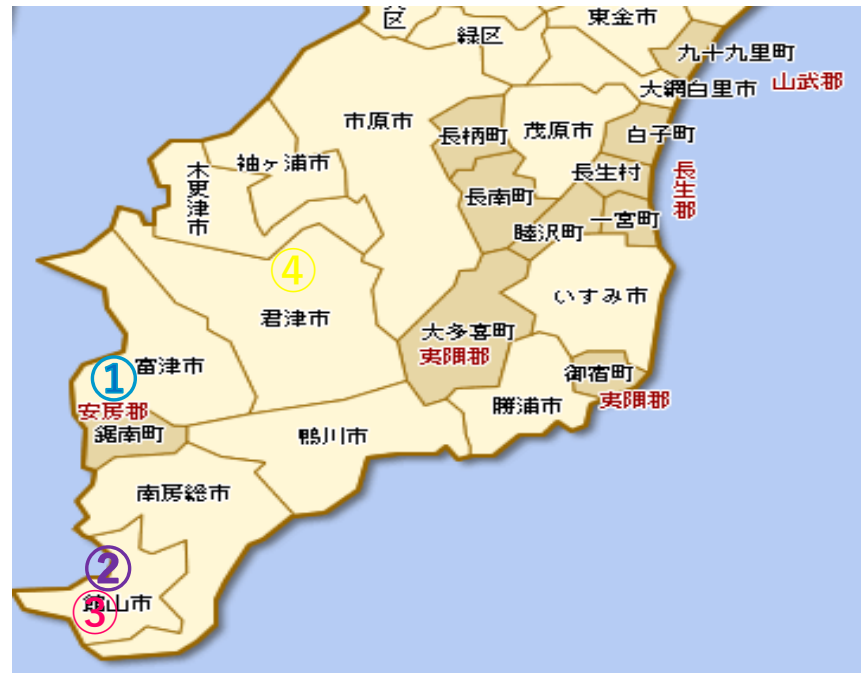 区
緑区
東金市
九十九里町
山武郡
大網白里市
市原市
長柄町
茂原市
白子町
袖ヶ浦市
木更津市
長生村
長生郡
長南町
一宮町
睦沢町
④
君津市
いすみ市
大多喜町
夷隅郡
①
富津市
御宿町
夷隅郡
安房郡
鋸南町
勝浦市
鴨川市
南房総市
②
館山市
③